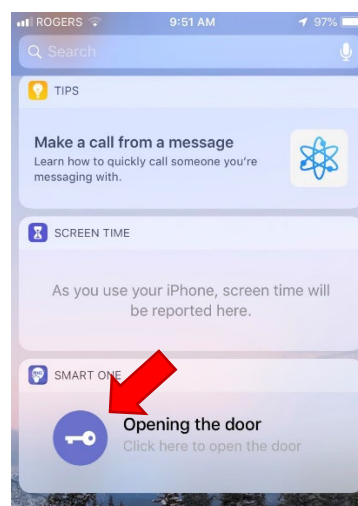 ROGERS 9:51 AM 97%
Search
TIPS
Make a call from a message
Learn how to quickly call someone you're
messaging with.
SCREEN TIME
As you use your iPhone, screen time will
be reported here.
SMART ONE
Opening the door
Click here to open the door